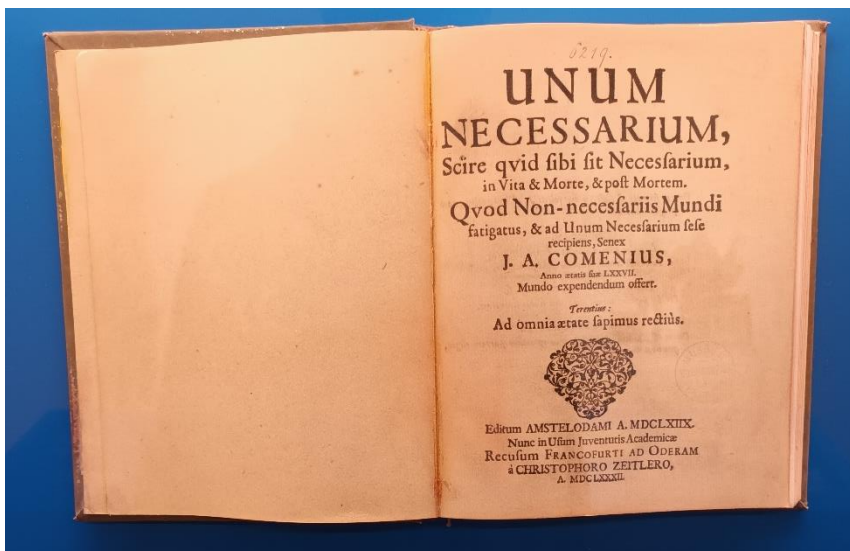 6219.
UNUM
NECESSARIUM,
Scire qvid ſibi ſit Neceſſarium,
in Vita & Morte, & poſt Mortem.
Qvod Non-neceſſariis Mundi
fatigatus, & ad Unum Neceſſarium ſeſe
recipiens, Senex
J. A. COMENIUS,
Anno ætatis ſuæ LXXVII.
Mundo expendendum offert.
Terentius:
Ad omnia ætate ſapimus rectiùs.
Editum AMSTELODAMI A. MDCLXIIX.
Nunc in Uſum Juventutis Academicæ
Recuſum FRANCOFURTI AD ODERAM
à CHRISTOPHORO ZEITLERO,
A. MDCLXXXII.